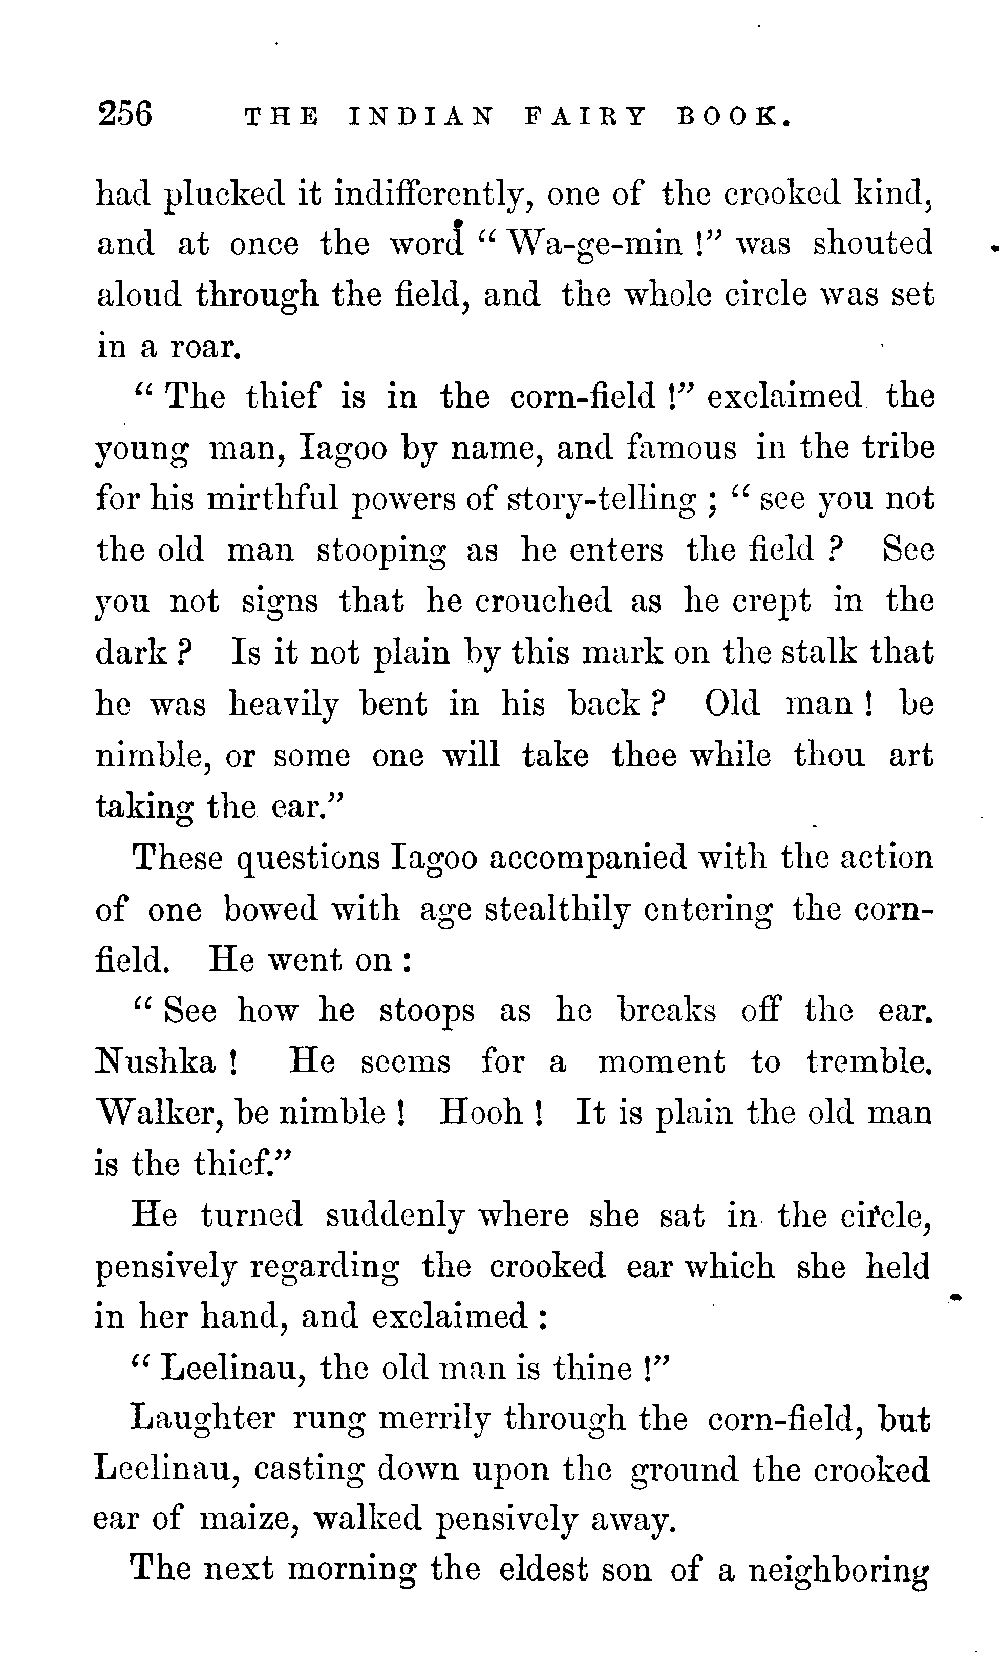 256 THE INDIAN FAIRY BOOK.
had plucked it indifferently, one of the crooked kind,
and at once the word “ Wa-ge-min !” was shouted
aloud through the field, and the whole circle was set
in a roar.
“ The thief is in the corn-field !” exclaimed the
young man, Iagoo by name, and famous in the tribe
for his mirthful powers of story-telling ; “ see you not
the old man stooping as he enters the field ? See
you not signs that he crouched as he crept in the
dark ? Is it not plain by this mark on the stalk that
he was heavily bent in his back ? Old man ! be
nimble, or some one will take thee while thou art
taking the ear.”
These questions Iagoo accompanied with the action
of one bowed with age stealthily entering the corn-
field. He went on :
“ See how he stoops as he breaks off the ear.
Nushka ! He seems for a moment to tremble.
Walker, be nimble ! Hooh ! It is plain the old man
is the thief.”
He turned suddenly where she sat in the circle,
pensively regarding the crooked ear which she held
in her hand, and exclaimed :
“ Leelinau, the old man is thine !”
Laughter rung merrily through the corn-field, but
Leelinau, casting down upon the ground the crooked
ear of maize, walked pensively away.
The next morning the eldest son of a neighboring